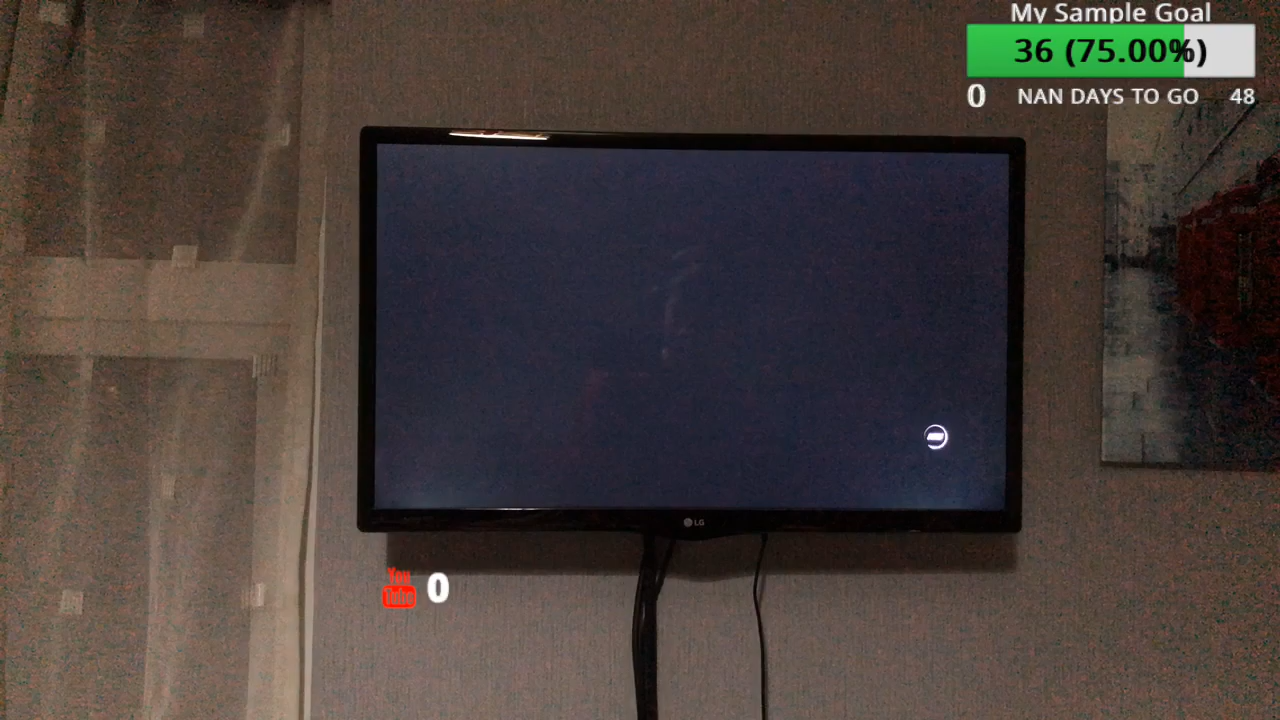 My Sample Goal
36 (75.00%)
0 NAN DAYS TO GO 48
LG
You
Tube
0